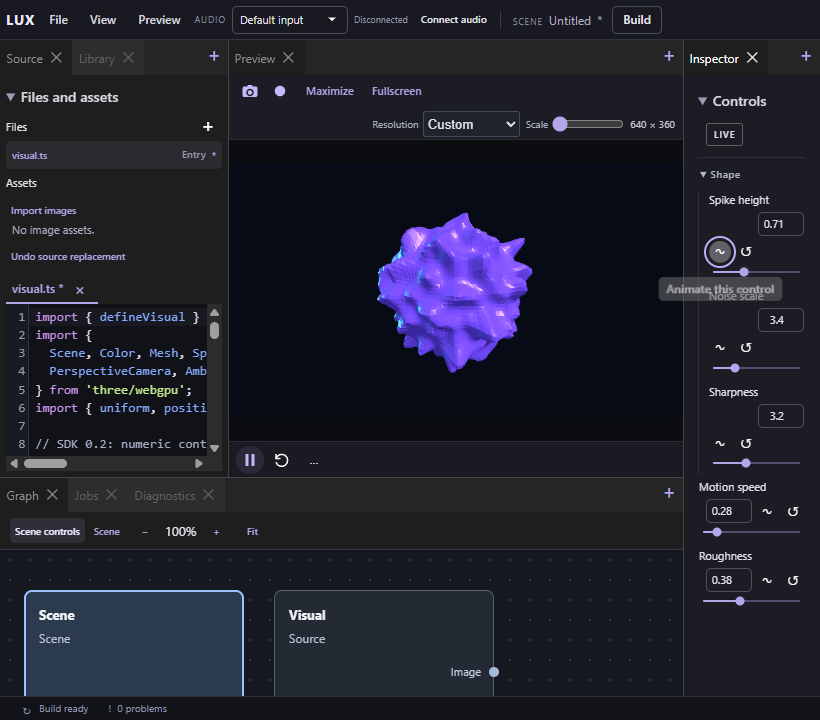 LUX File View Preview AUDIO Default input Disconnected Connect audio SCENE Untitled * Build
Source Library +
Files and assets
Files +
visual.ts Entry *
Assets
Import images
No image assets.
Undo source replacement
visual.ts *
1 import { defineVisual }
2 import {
3 Scene, Color, Mesh, Sp
4 PerspectiveCamera, Amb
5 } from 'three/webgpu';
6 import { uniform, positi
7
8 // SDK 0.2: numeric cont
Preview +
Maximize Fullscreen
Resolution Custom Scale 640 × 360
...
Inspector +
Controls
LIVE
Shape
Spike height
0.71
Animate this control
Noise scale
3.4
Sharpness
3.2
Motion speed
0.28
Roughness
0.38
Graph Jobs Diagnostics +
Scene controls Scene − 100% + Fit
Scene
Scene
Visual
Source
Image
Build ready ! 0 problems